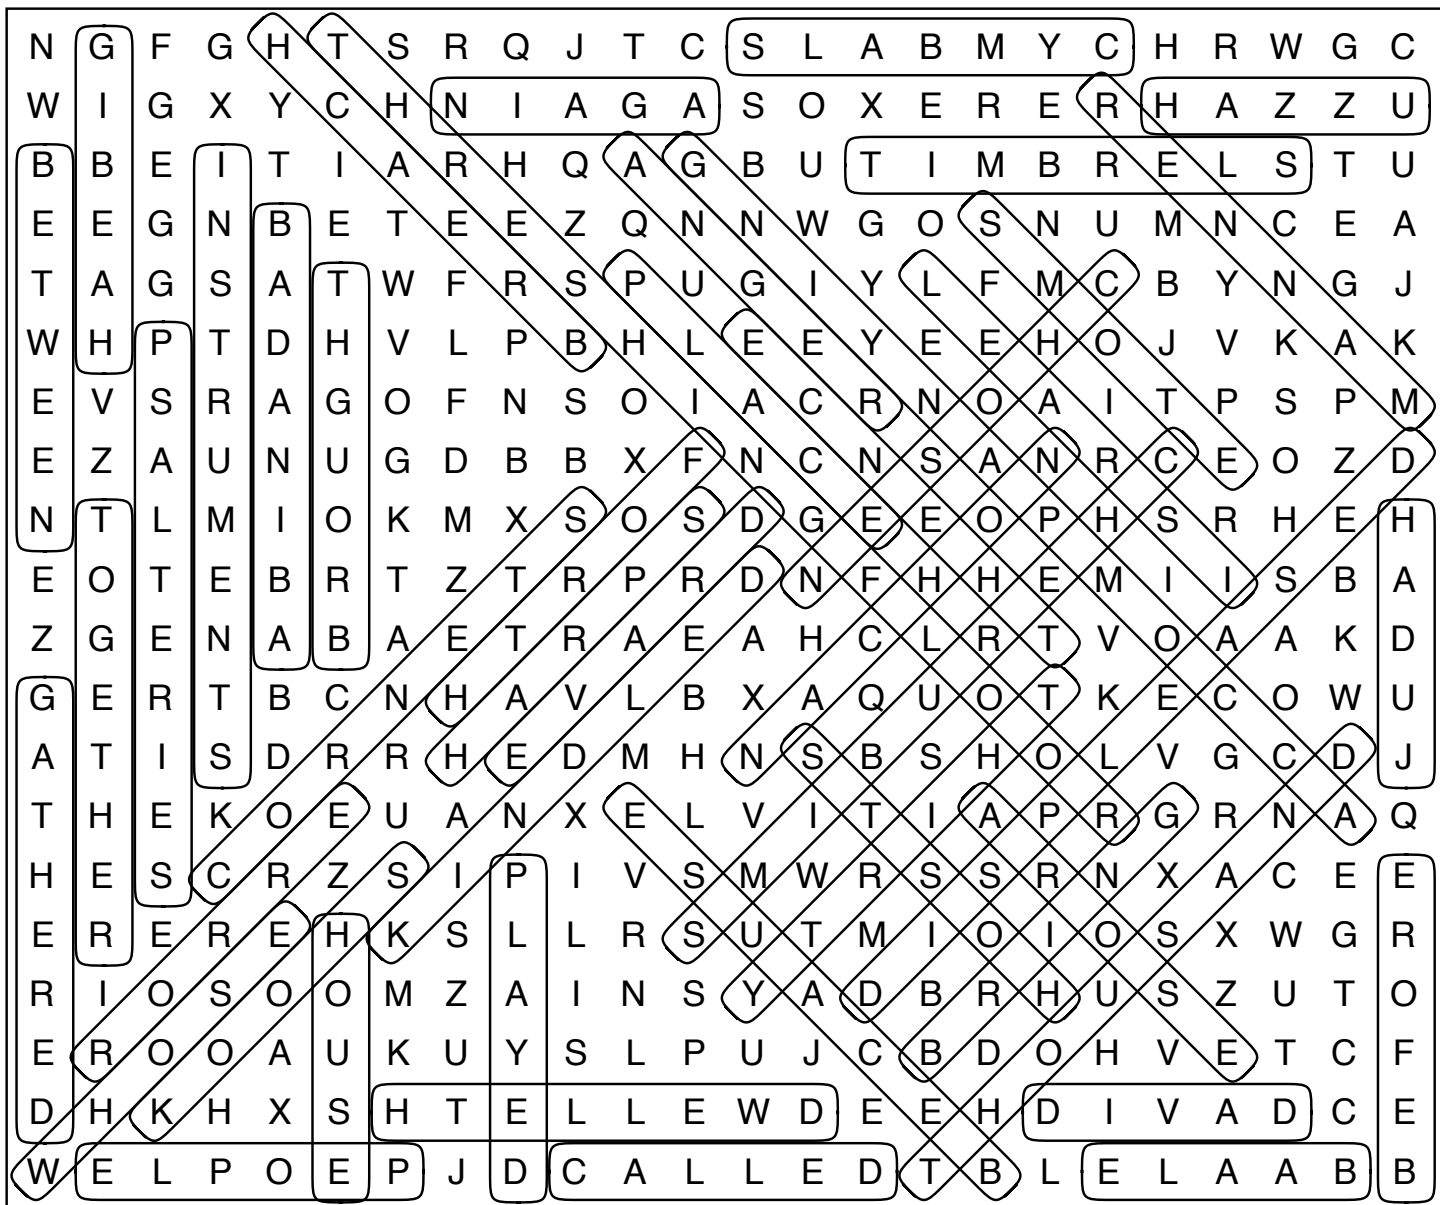 N G F G H T S R Q J T C S L A B M Y C H R W G C
W I G X Y C H N I A G A S O X E R E R H A Z Z U
B B E I T I A R H Q A G B U T I M B R E L S T U
E E G N B E T E E Z Q N N W G O S N U M N C E A
T A G S A T W F R S P U G I Y L F M C B Y N G J
W H P T D H V L P B H L E E Y E E H O J V K A K
E V S R A G O F N S O I A C R N O A I T P S P M
E Z A U N U G D B B X F N C N S A N R C E O Z D
N T L M I O K M X S O S D G E E O P H S R H E H
E O T E B R T Z T R P R D N F H H E M I I S B A
Z G E N A B A E T R A E A H C L R T V O A A K D
G E R T B C N H A V L B X A Q U O T K E C O W U
A T I S D R R H E D M H N S B S H O L V G C D J
T H E K O E U A N X E L V I T I A P R G R N A Q
H E S C R Z S I P I V S M W R S S R N X A C E E
E R E R E H K S L L R S U T M I O I O S X W G R
R I O S O O M Z A I N S Y A D B R H U S Z U T O
E R O O A U K U Y S L P U J C B D O H V E T C F
D H K H X S H T E L L E W D E E H D I V A D C E
W E L P O E P J D C A L L E D T B L E L A A B B